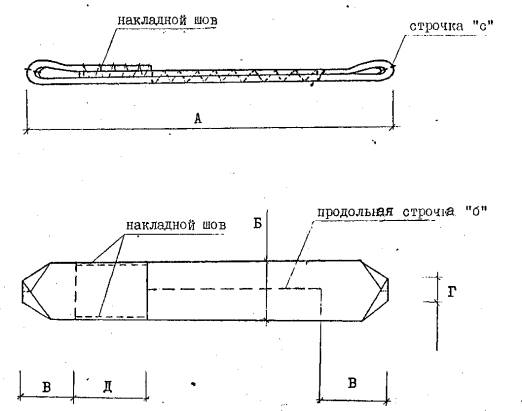 накладной шов
строчка "с"
А
накладной шов
Б
продольная строчка "б"
Г
В
Д
В